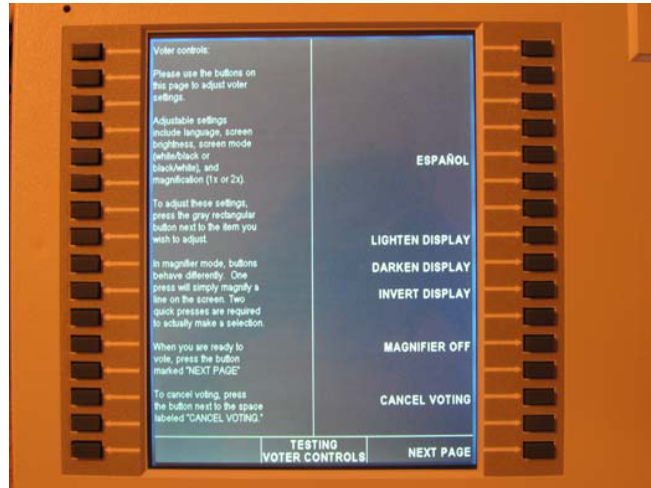 Voter controls:
Please use the buttons on
this page to adjust voter
settings.
Adjustable settings
include language, screen
brightness, screen mode
(white/black or
black/white), and
magnification (1x or 2x).
To adjust these settings,
press the gray rectangular
button next to the item you
wish to adjust.
In magnifier mode, buttons
behave differently. One
press will simply magnify a
line on the screen. Two
quick presses are required
to actually make a selection.
When you are ready to
vote, press the button
marked "NEXT PAGE"
To cancel voting, press
the button next to the space
labeled "CANCEL VOTING."
ESPAÑOL
LIGHTEN DISPLAY
DARKEN DISPLAY
INVERT DISPLAY
MAGNIFIER OFF
CANCEL VOTING
TESTING
VOTER CONTROLS
NEXT PAGE